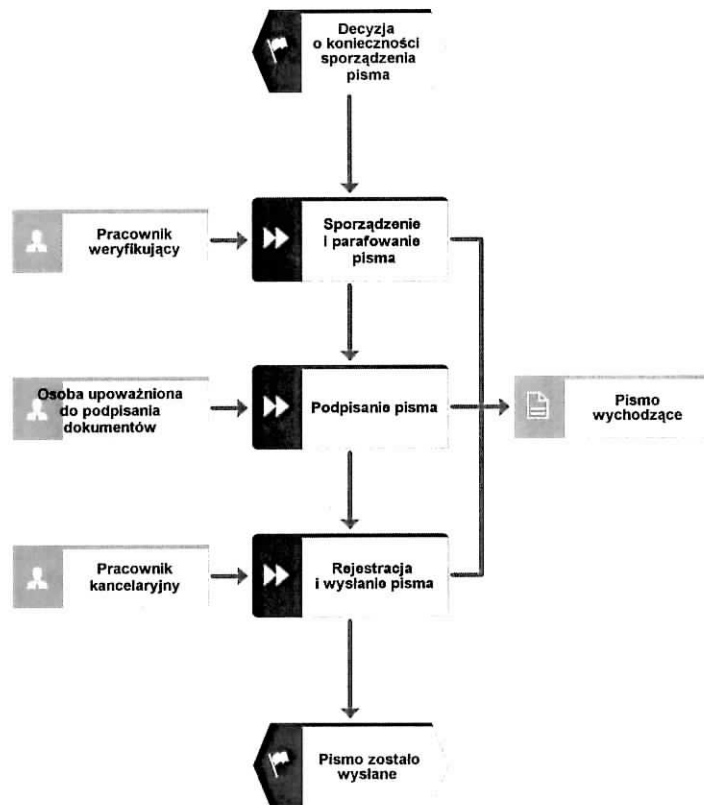 Decyzja
o konieczności
sporządzenia
pisma
Pracownik
weryfikujący
Sporządzenie
i parafowanie
pisma
Osoba upoważniona
do podpisania
dokumentów
Podpisanie pisma
Pismo
wychodzące
Pracownik
kancelaryjny
Rejestracja
i wysłanie pisma
Pismo zostało
wysłane